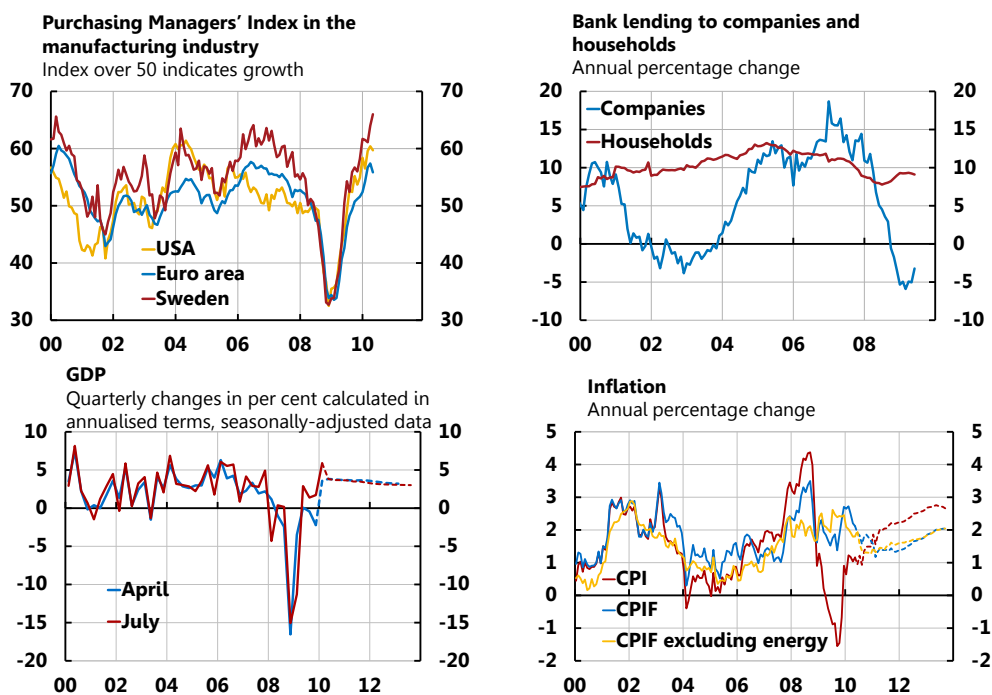 Purchasing Managers’ Index in the
manufacturing industry
Index over 50 indicates growth
70 70
60 60
50 50
40 40
30 30
USA
Euro area
Sweden
00 02 04 06 08 10
Bank lending to companies and
households
Annual percentage change
20 20
15 15
10 10
5 5
0 0
-5 -5
-10 -10
Companies
Households
00 02 04 06 08
GDP
Quarterly changes in per cent calculated in
annualised terms, seasonally-adjusted data
10 10
5 5
0 0
-5 -5
-10 -10
-15 -15
-20 -20
April
July
00 02 04 06 08 10 12
Inflation
Annual percentage change
5 5
4 4
3 3
2 2
1 1
0 0
-1 -1
-2 -2
CPI
CPIF
CPIF excluding energy
00 02 04 06 08 10 12